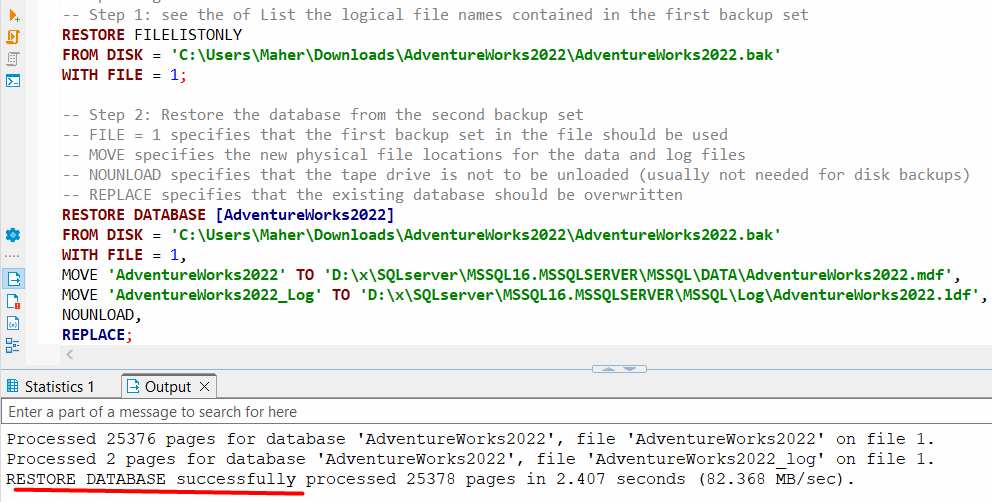 -- Step 1: see the of List the logical file names contained in the first backup set
RESTORE FILELISTONLY
FROM DISK = 'C:\Users\Maher\Downloads\AdventureWorks2022\AdventureWorks2022.bak'
WITH FILE = 1;
-- Step 2: Restore the database from the second backup set
-- FILE = 1 specifies that the first backup set in the file should be used
-- MOVE specifies the new physical file locations for the data and log files
-- NOUNLOAD specifies that the tape drive is not to be unloaded (usually not needed for disk backups)
-- REPLACE specifies that the existing database should be overwritten
RESTORE DATABASE [AdventureWorks2022]
FROM DISK = 'C:\Users\Maher\Downloads\AdventureWorks2022\AdventureWorks2022.bak'
WITH FILE = 1,
MOVE 'AdventureWorks2022' TO 'D:\x\SQLserver\MSSQL16.MSSQLSERVER\MSSQL\DATA\AdventureWorks2022.mdf',
MOVE 'AdventureWorks2022_Log' TO 'D:\x\SQLserver\MSSQL16.MSSQLSERVER\MSSQL\Log\AdventureWorks2022.ldf',
NOUNLOAD,
REPLACE;
Statistics 1 Output
Enter a part of a message to search for here
Processed 25376 pages for database 'AdventureWorks2022', file 'AdventureWorks2022' on file 1.
Processed 2 pages for database 'AdventureWorks2022', file 'AdventureWorks2022_log' on file 1.
RESTORE DATABASE successfully processed 25378 pages in 2.407 seconds (82.368 MB/sec).